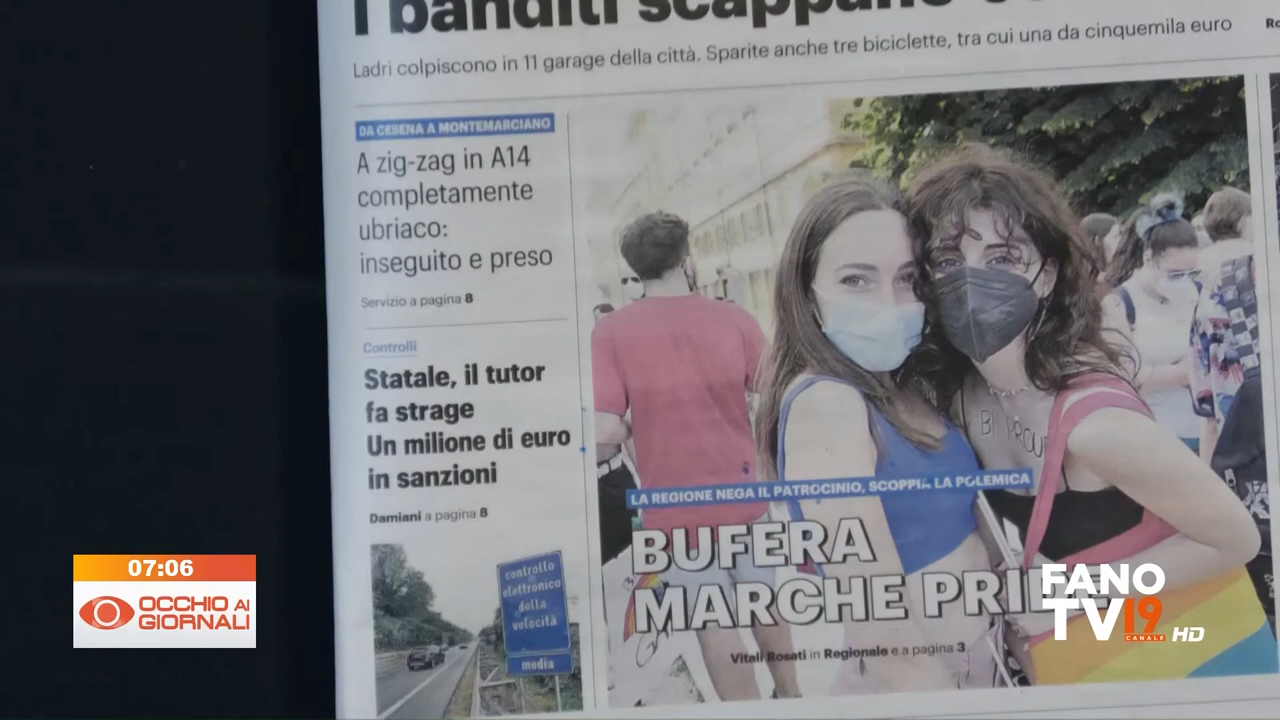 I banditi scappano
Ladri colpiscono in 11 garage della città. Sparite anche tre biciclette, tra cui una da cinquemila euro
DA CESENA A MONTEMARCIANO
A zig-zag in A14
completamente
ubriaco:
inseguito e preso
Servizio a pagina 8
Controlli
Statale, il tutor
fa strage
Un milione di euro
in sanzioni
Damiani a pagina 8
controllo
elettronico
della
velocità
media
BI PROU
LA REGIONE NEGA IL PATROCINIO, SCOPPIA LA POLEMICA
BUFERA
MARCHE PRIDE
Vitali Rosati in Regionale e a pagina 3
07:06
OCCHIO AI
GIORNALI
FANO
TV19
CANALE HD